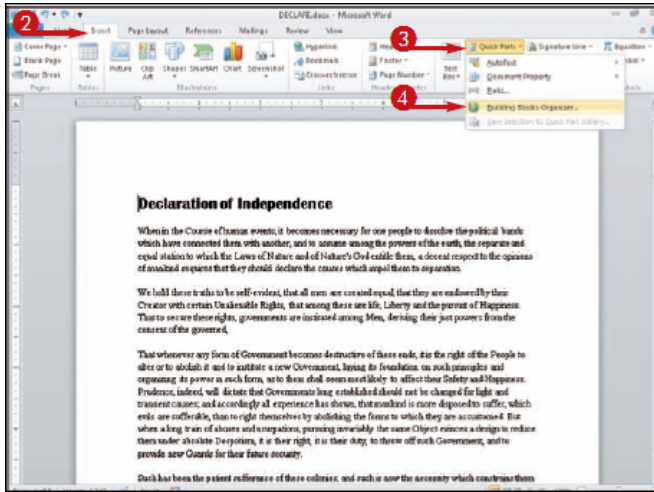 2
DECLARE.docx - Microsoft Word
Insert Page Layout References Mailings Review View
3
Cover Page
Blank Page
Page Break
Pages
Table
Tables
Picture Clip Art Shapes SmartArt Chart Screenshot
Illustrations
Hyperlink
Bookmark
Cross-reference
Links
Footer
Page Number
Text Box
Quick Parts
Signature Line
Equation
AutoText
Document Property
Field...
4
Building Blocks Organizer...
Save Selection to Quick Part Gallery...
Declaration of Independence
When in the Course of human events, it becomes necessary for one people to dissolve the political bands
which have connected them with another, and to assume among the powers of the earth, the separate and
equal station to which the Laws of Nature and of Nature's God entitle them, a decent respect to the opinions
of mankind requires that they should declare the causes which impel them to separation.
We hold these truths to be self-evident, that all men are created equal, that they are endowed by their
Creator with certain Unalienable Rights, that among these are life, Liberty and the pursuit of Happiness.
That to secure these rights, governments are instituted among Men, deriving their just powers from the
consent of the governed,
That whenever any form of Government becomes destructive of these ends, it is the right of the People to
alter or to abolish it and to institute a new Government, laying its foundation on such principles and
organizing its power in such form, as to them shall seem most likely to affect their Safety and Happiness.
Prudence, indeed, will dictate that Governments long established should not be changed for light and
transient causes; and accordingly all experience has shown, that mankind is more disposed to suffer, which
evils are sufferable, than to right themselves by abolishing the forms to which they are accustomed. But
when a long train of abuses and usurpations, pursuing invariably the same Object evinces a design to reduce
them under absolute Despotism, it is their right, it is their duty, to throw off such Government, and to
provide new Guards for their future security.
Such has been the patient sufferance of these colonies; and such is now the necessity which constrains them